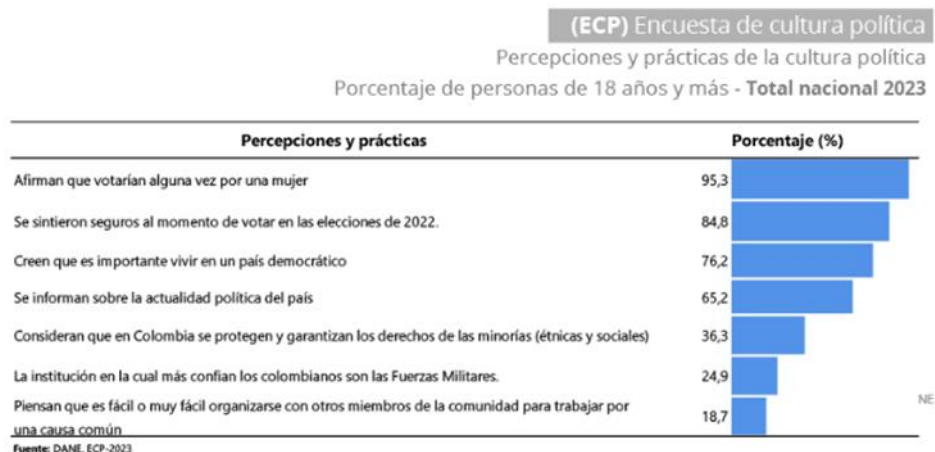 (ECP) Encuesta de cultura política
Percepciones y prácticas de la cultura política
Porcentaje de personas de 18 años y más - Total nacional 2023
Percepciones y prácticas Porcentaje (%)
Afirman que votarían alguna vez por una mujer 95,3
Se sintieron seguros al momento de votar en las elecciones de 2022. 84,8
Creen que es importante vivir en un país democrático 76,2
Se informan sobre la actualidad política del país 65,2
Consideran que en Colombia se protegen y garantizan los derechos de las minorías (étnicas y sociales) 36,3
La institución en la cual más confian los colombianos son las Fuerzas Militares. 24,9
NE
Piensan que es fácil o muy fácil organizarse con otros miembros de la comunidad para trabajar por
una causa común 18,7
Fuente: DANE, ECP-2023